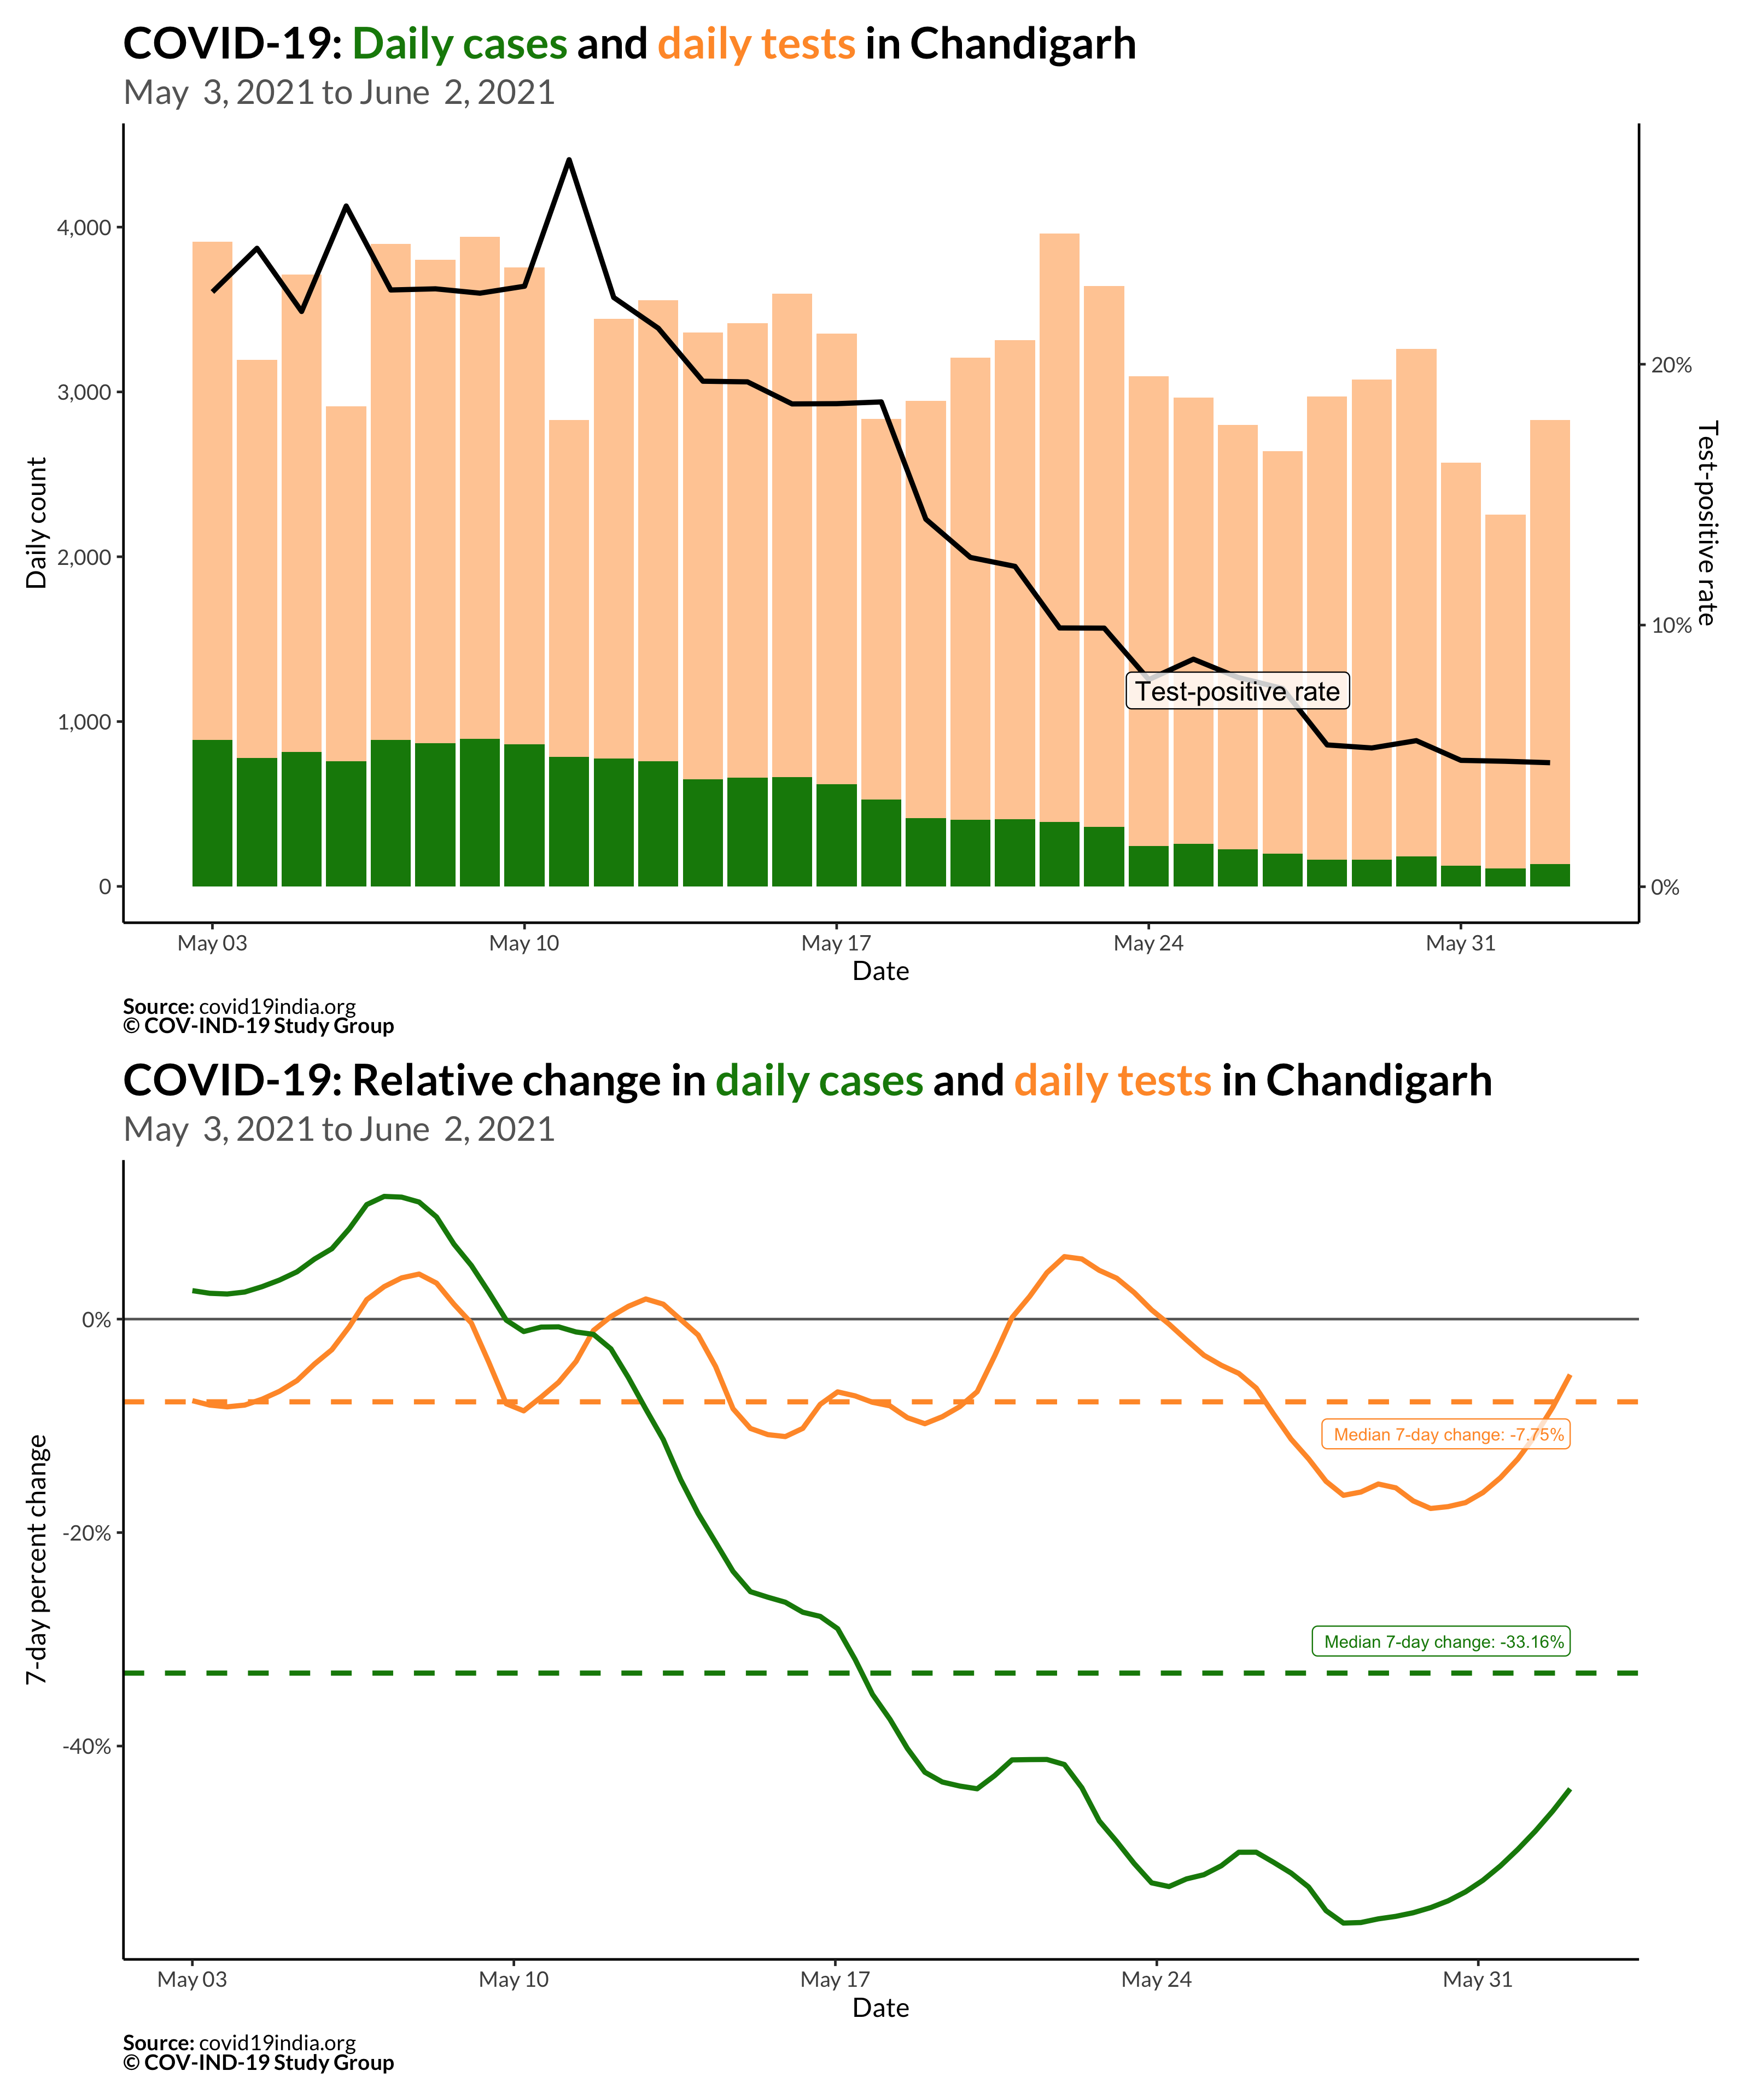 COVID-19: Daily cases and daily tests in Chandigarh
May 3, 2021 to June 2, 2021
4,000
3,000
2,000
1,000
0
Daily count
20%
10%
0%
Test-positive rate
Test-positive rate
May 03 May 10 May 17 May 24 May 31
Date
Source: covid19india.org
© COV-IND-19 Study Group
COVID-19: Relative change in daily cases and daily tests in Chandigarh
May 3, 2021 to June 2, 2021
0%
-20%
-40%
7-day percent change
Median 7-day change: -7.75%
Median 7-day change: -33.16%
May 03 May 10 May 17 May 24 May 31
Date
Source: covid19india.org
© COV-IND-19 Study Group